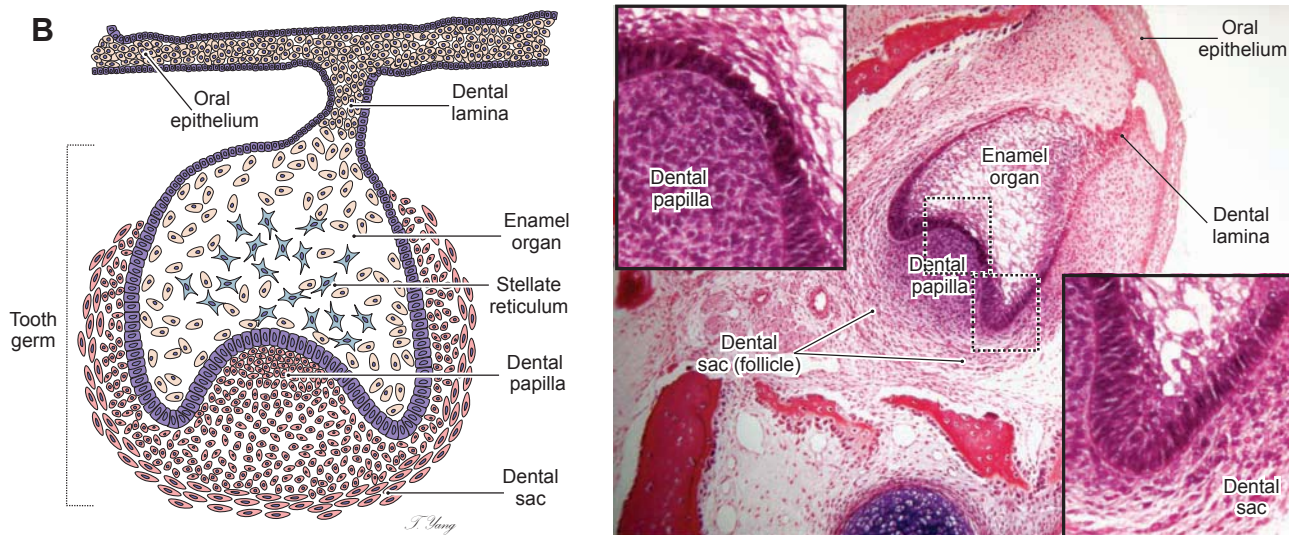 B
Oral
epithelium
Dental
lamina
Enamel
organ
Stellate
reticulum
Tooth
germ
Dental
papilla
Dental
sac
T. Yang
Dental
papilla
Oral
epithelium
Enamel
organ
Dental
lamina
Dental
papilla
Dental
sac (follicle)
Dental
sac